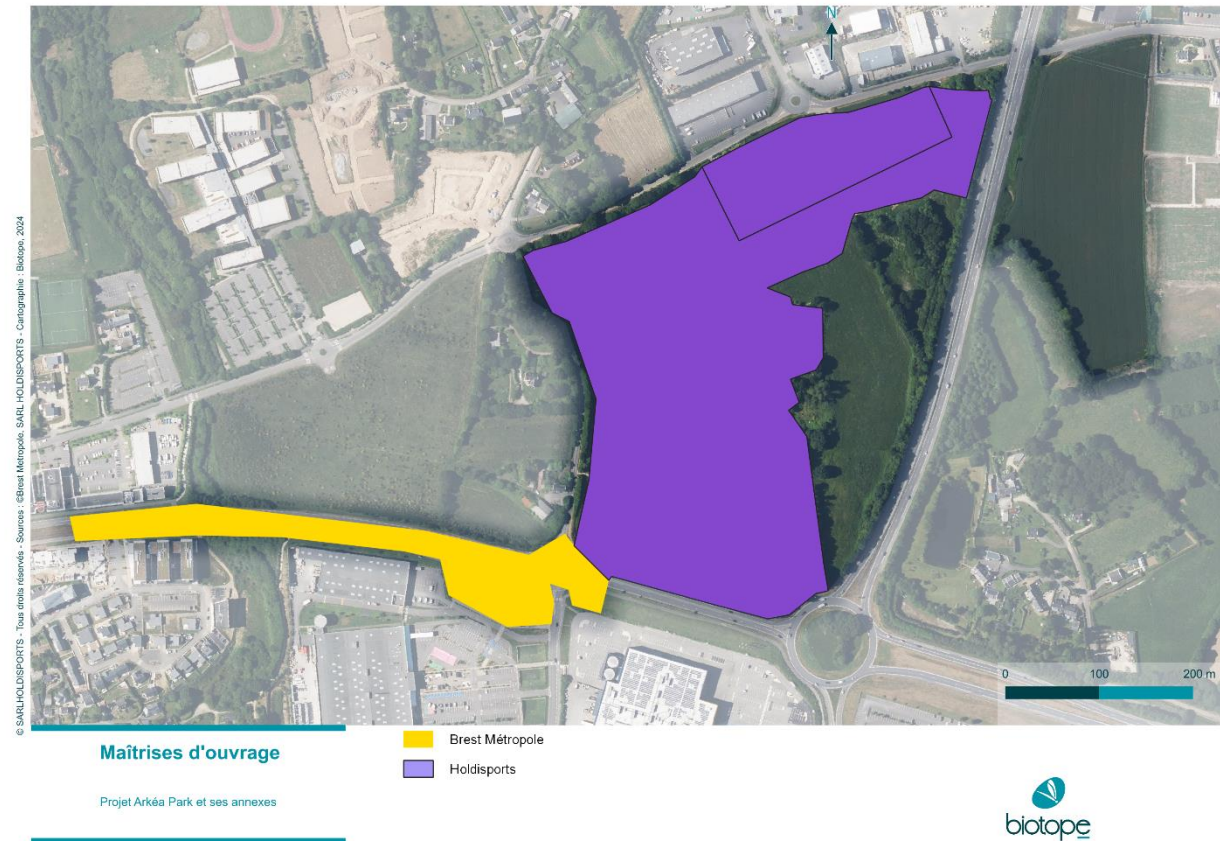 N
© SARLHOLDISPORTS - Tous droits réservés - Sources : ©Brest Metropole, SARL HOLDISPORTS - Cartographie : Biotope, 2024
0 100 200 m
Maîtrises d'ouvrage
Projet Arkéa Park et ses annexes
Brest Métropole
Holdisports
biotope